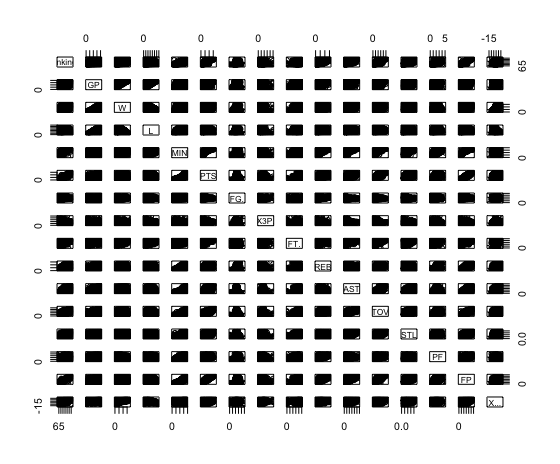 0 0 0 0 0 0 5 -15
nkin 65
0 GP
W 0
0 L
MIN 0
0 PTS
FG. 0
0 X3P
FT. 0
0 REB
AST 0
0 TOV
STL 0.0
0 PF
FP 0
-15 X...
65 0 0 0 0 0.0 0